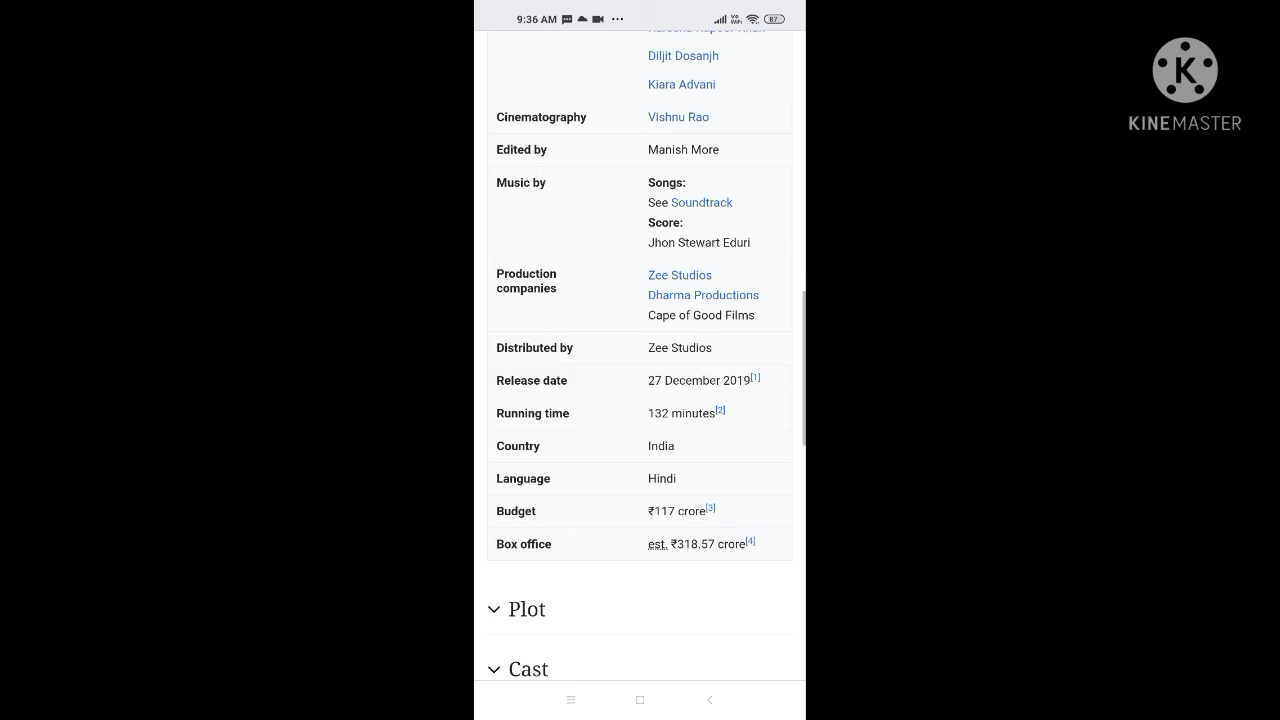 9:36 AM
87
KINEMASTER
Diljit Dosanjh
Kiara Advani
Cinematography Vishnu Rao
Edited by Manish More
Music by Songs:
See Soundtrack
Score:
Jhon Stewart Eduri
Production companies Zee Studios
Dharma Productions
Cape of Good Films
Distributed by Zee Studios
Release date 27 December 2019[1]
Running time 132 minutes[2]
Country India
Language Hindi
Budget ₹117 crore[3]
Box office est. ₹318.57 crore[4]
Plot
Cast